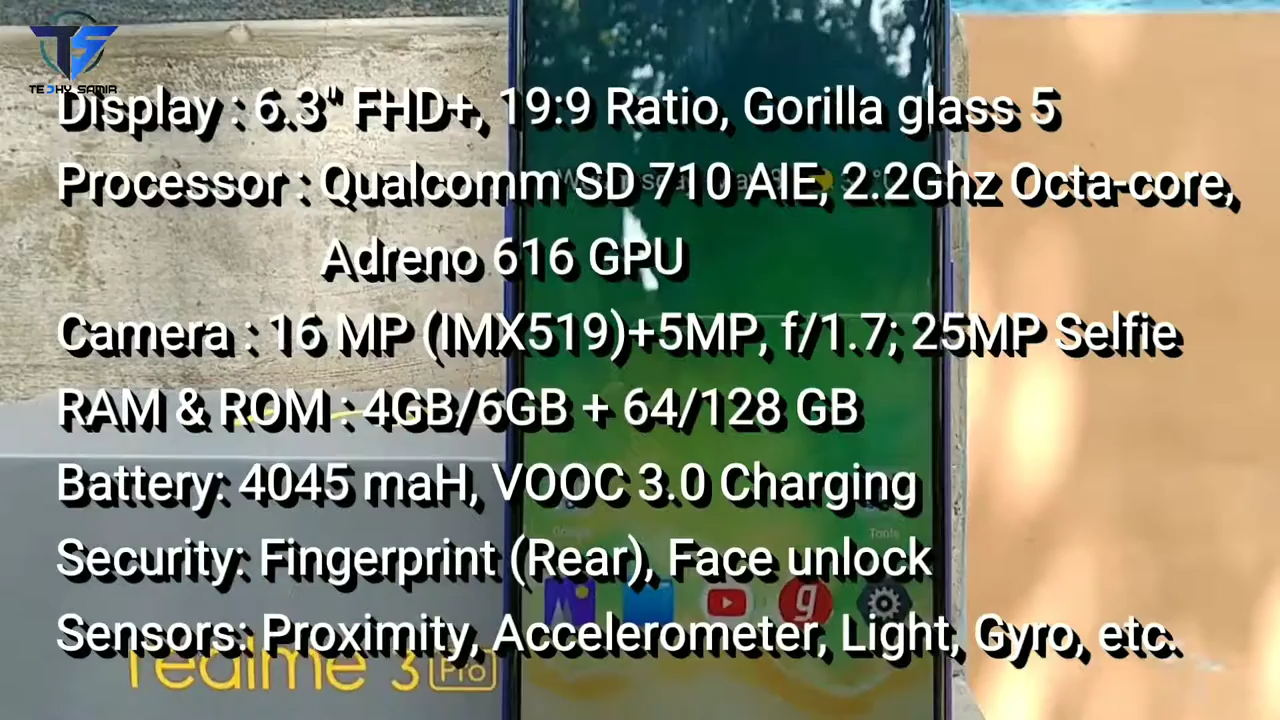 TS
TECHY SAMIR
Display : 6.3" FHD+, 19:9 Ratio, Gorilla glass 5
Processor : Qualcomm SD 710 AIE, 2.2Ghz Octa-core,
Adreno 616 GPU
Camera : 16 MP (IMX519)+5MP, f/1.7; 25MP Selfie
RAM & ROM : 4GB/6GB + 64/128 GB
Battery: 4045 maH, VOOC 3.0 Charging
Google
Tools
Security: Fingerprint (Rear), Face unlock
Sensors: Proximity, Accelerometer, Light, Gyro, etc.
realme 3 Pro